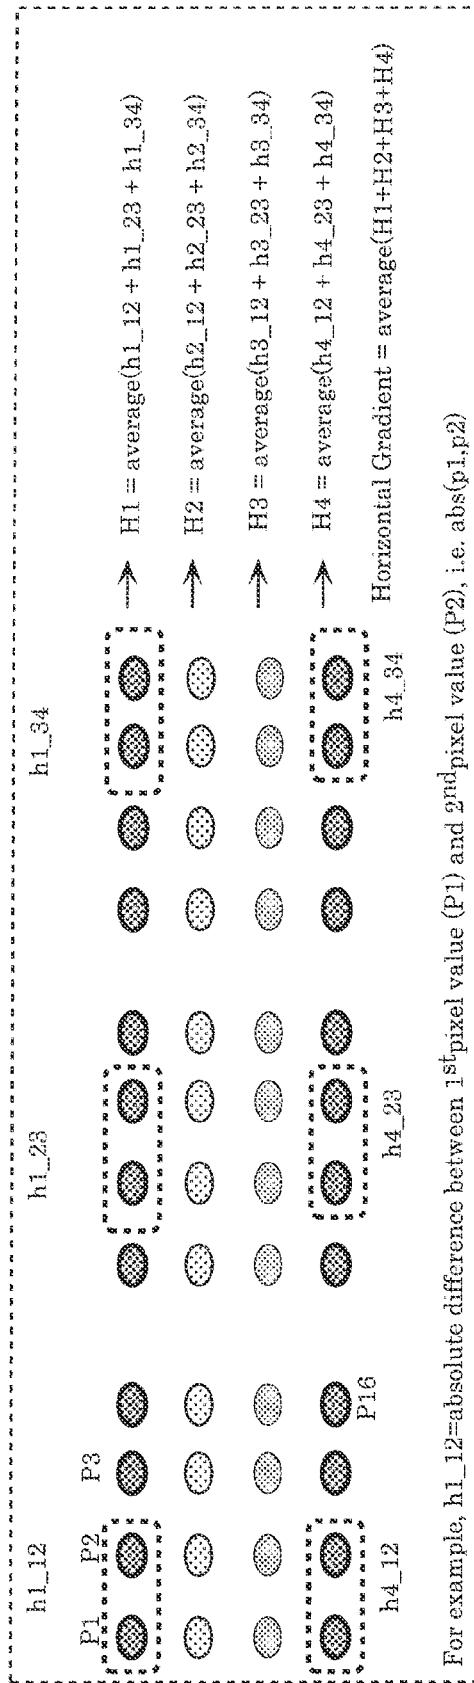 h1_12 h1_23 h1_34
P1 P2 P3
H1 = average(h1_12 + h1_23 + h1_34)
H2 = average(h2_12 + h2_23 + h2_34)
H3 = average(h3_12 + h3_23 + h3_34)
H4 = average(h4_12 + h4_23 + h4_34)
P16
h4_12 h4_23 h4_34
Horizontal Gradient = average(H1+H2+H3+H4)
For example, h1_12=absolute difference between 1st pixel value (P1) and 2nd pixel value (P2), i.e. abs(p1,p2)